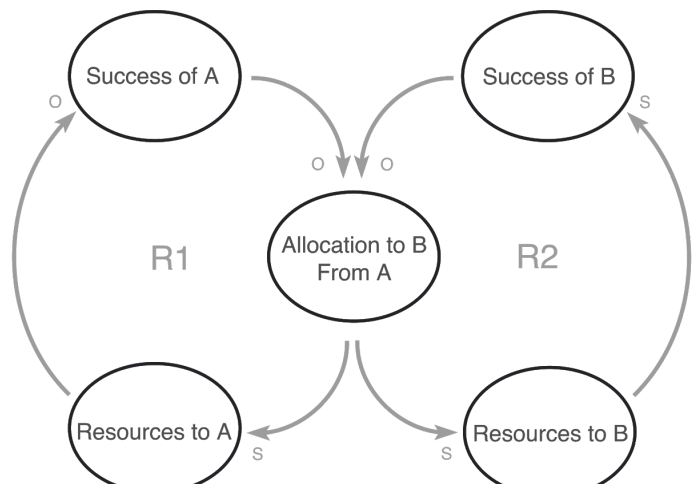 Success of A
Success of B
O
S
O
O
R1
Allocation to B
From A
R2
Resources to A
Resources to B
S
S